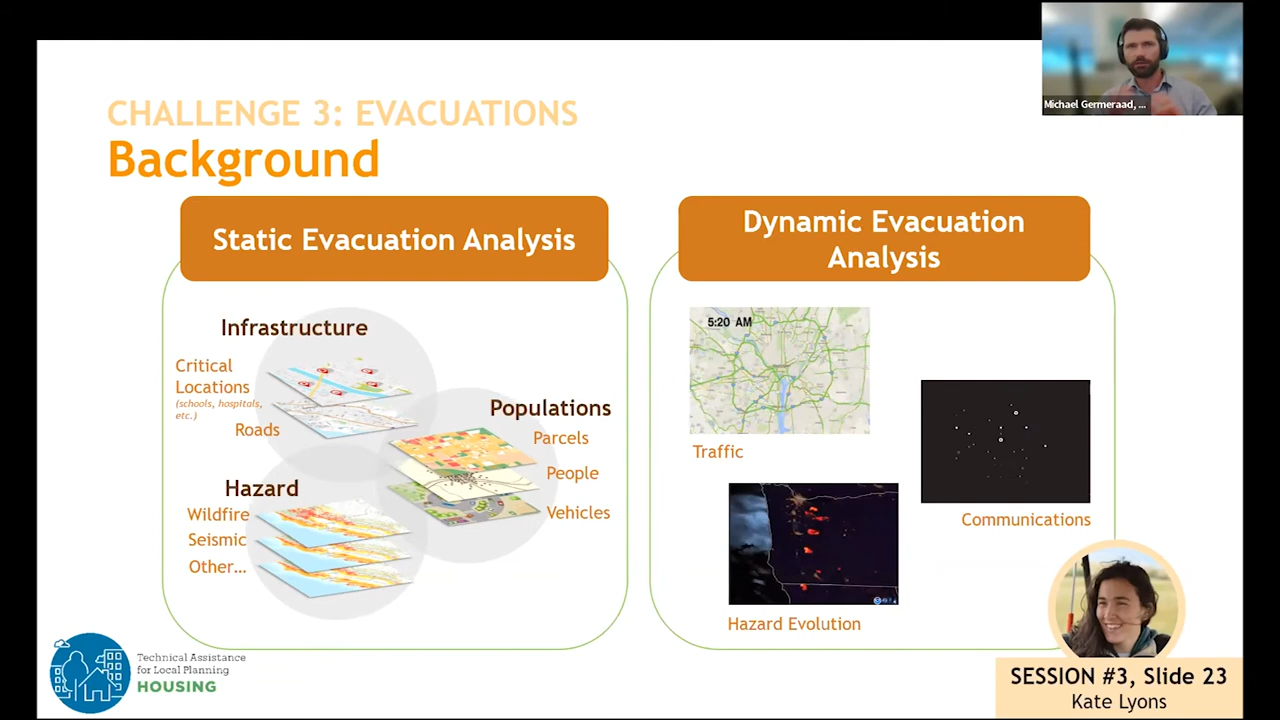 Michael Germeraad, ...
CHALLENGE 3: EVACUATIONS
Background
Static Evacuation Analysis
Infrastructure
Critical
Locations
(schools, hospitals,
etc.)
Roads
Populations
Parcels
People
Vehicles
Hazard
Wildfire
Seismic
Other...
Dynamic Evacuation
Analysis
5:20 AM
Traffic
Communications
Hazard Evolution
Technical Assistance
for Local Planning
HOUSING
SESSION #3, Slide 23
Kate Lyons